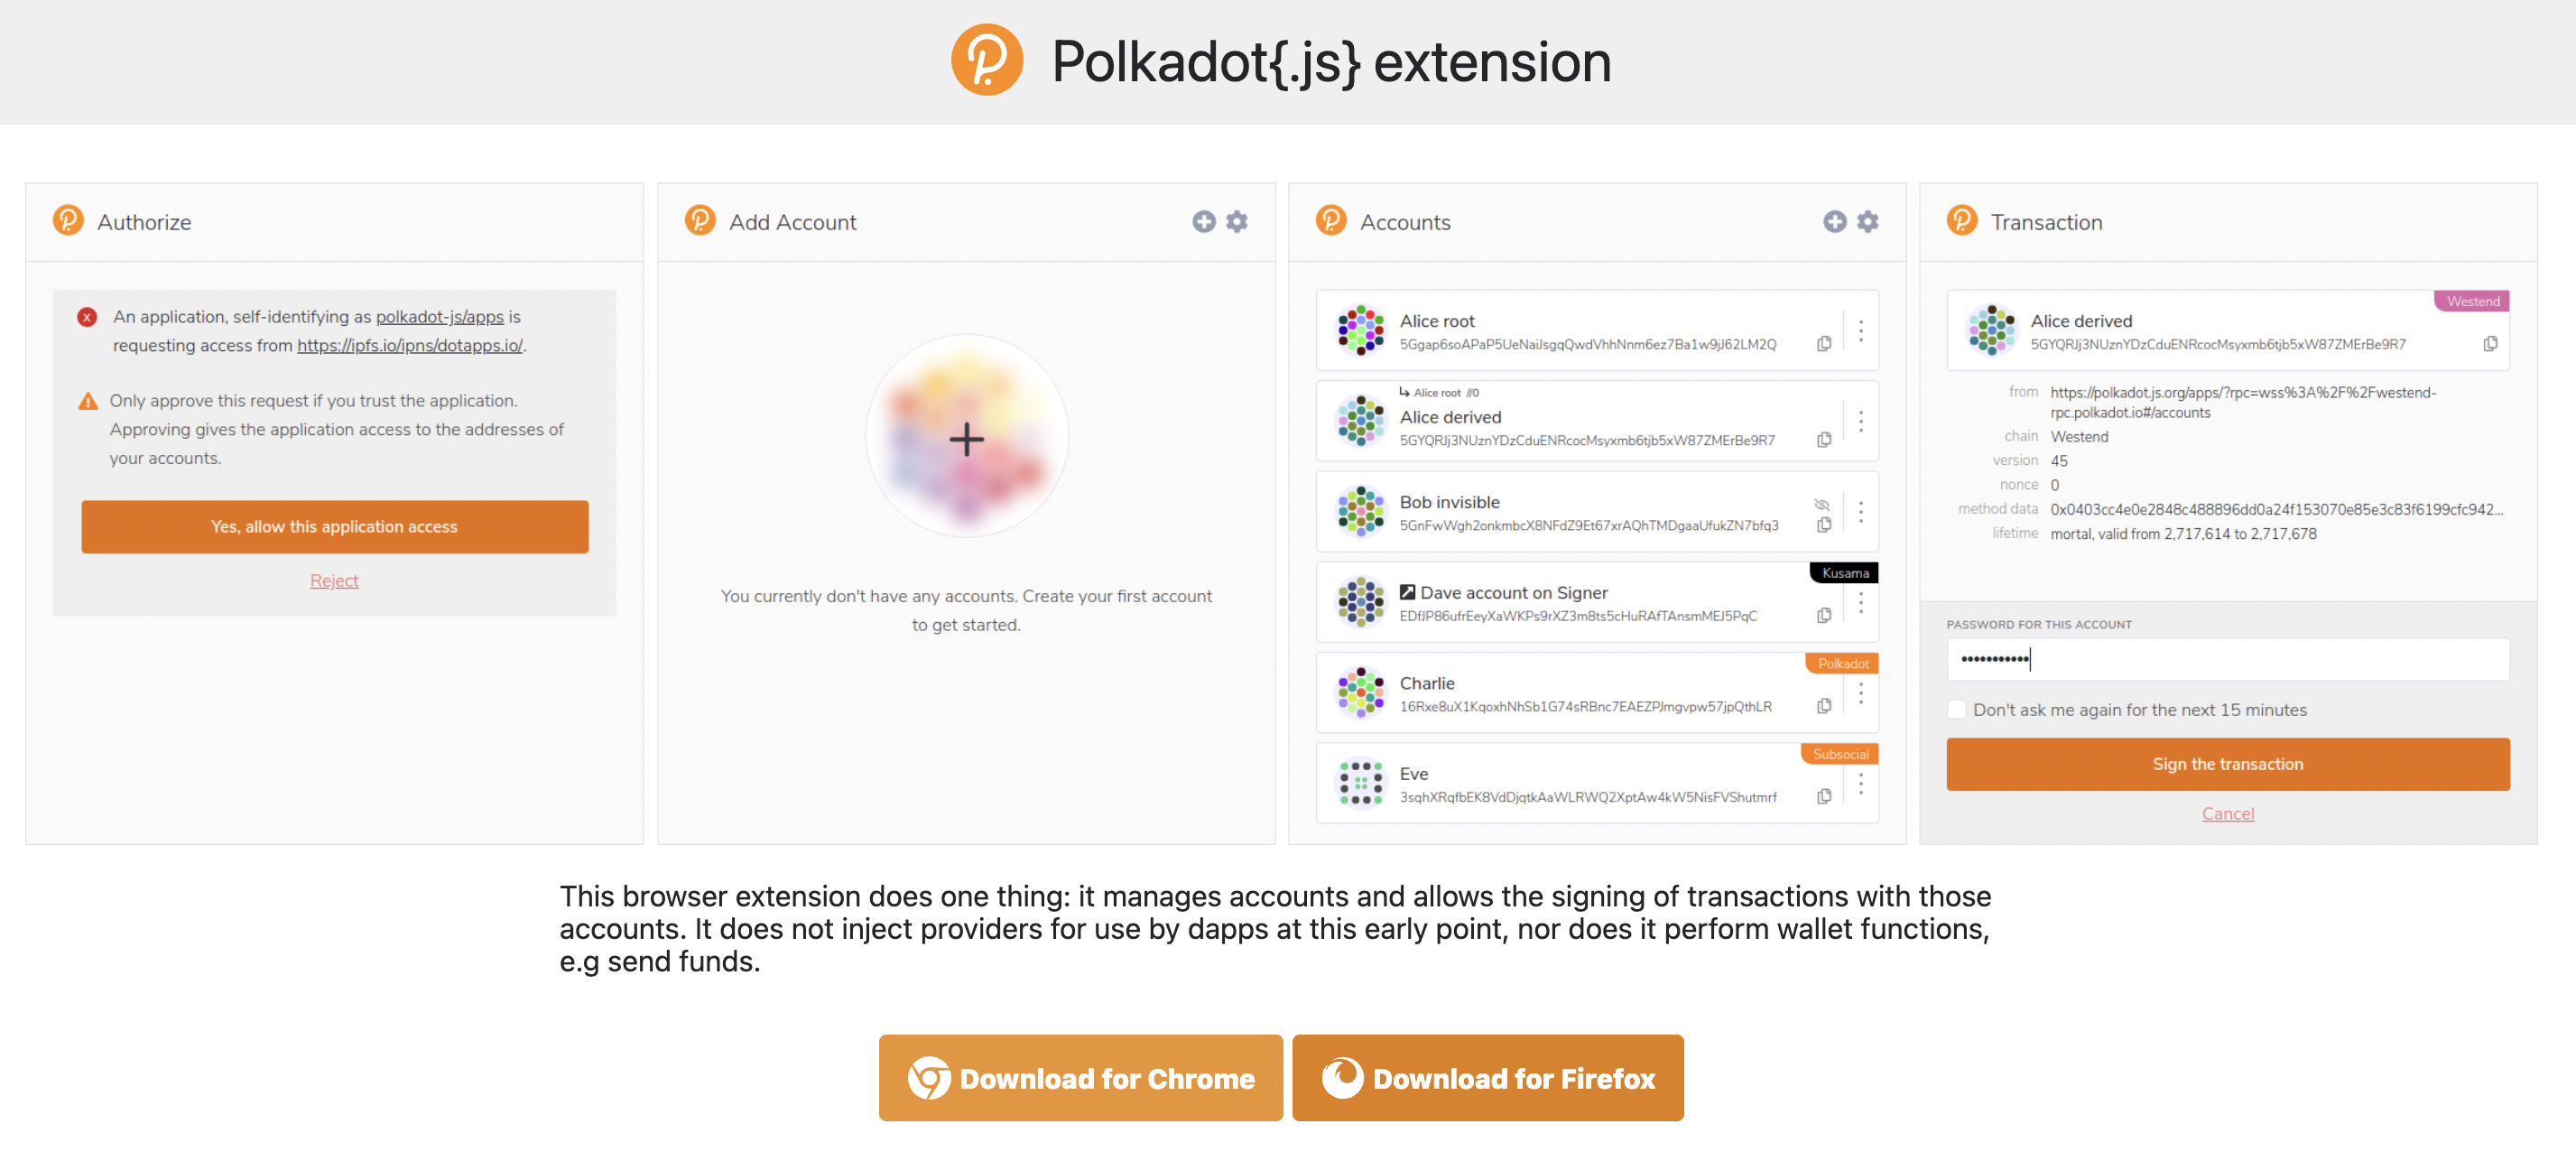 Polkadot{.js} extension
Authorize
An application, self-identifying as polkadot-js/apps is
requesting access from https://ipfs.io/ipns/dotapps.io/.
Only approve this request if you trust the application.
Approving gives the application access to the addresses of
your accounts.
Yes, allow this application access
Reject
Add Account
You currently don't have any accounts. Create your first account
to get started.
Accounts
Alice root
5Ggap6soAPaP5UeNaiJsgqQwdVhhNnm6ez7Ba1w9jJ62LM2Q
Alice root //0
Alice derived
5GYQRJj3NUznYDzCduENRcocMsyxmb6tjb5xW87ZMErBe9R7
Bob invisible
5GnFwWgh2onkmbcX8NFdZ9Et67xrAQhTMDgaaUfukZN7bfq3
Kusama
Dave account on Signer
EDfJP86ufrEeyXaWKPs9rXZ3m8ts5cHuRAfTAnsmMEJ5PqC
Polkadot
Charlie
16Rxe8uX1KqoxhNhSb1G74sRBnc7EAEZPJmgvpw57jpQthLR
Subsocial
Eve
3sqhXRqfbEK8VdDjqtkAaWLRWQ2XptAw4kW5NisFVShutmrf
Transaction
Westend
Alice derived
5GYQRJj3NUznYDzCduENRcocMsyxmb6tjb5xW87ZMErBe9R7
from https://polkadot.js.org/apps/?rpc=wss%3A%2F%2Fwestend-
rpc.polkadot.io#/accounts
chain Westend
version 45
nonce 0
method data 0x0403cc4e0e2848c488896dd0a24f153070e85e3c83f6199cfc942...
lifetime mortal, valid from 2,717,614 to 2,717,678
PASSWORD FOR THIS ACCOUNT
•••••••••••
Don't ask me again for the next 15 minutes
Sign the transaction
Cancel
This browser extension does one thing: it manages accounts and allows the signing of transactions with those
accounts. It does not inject providers for use by dapps at this early point, nor does it perform wallet functions,
e.g send funds.
Download for Chrome
Download for Firefox